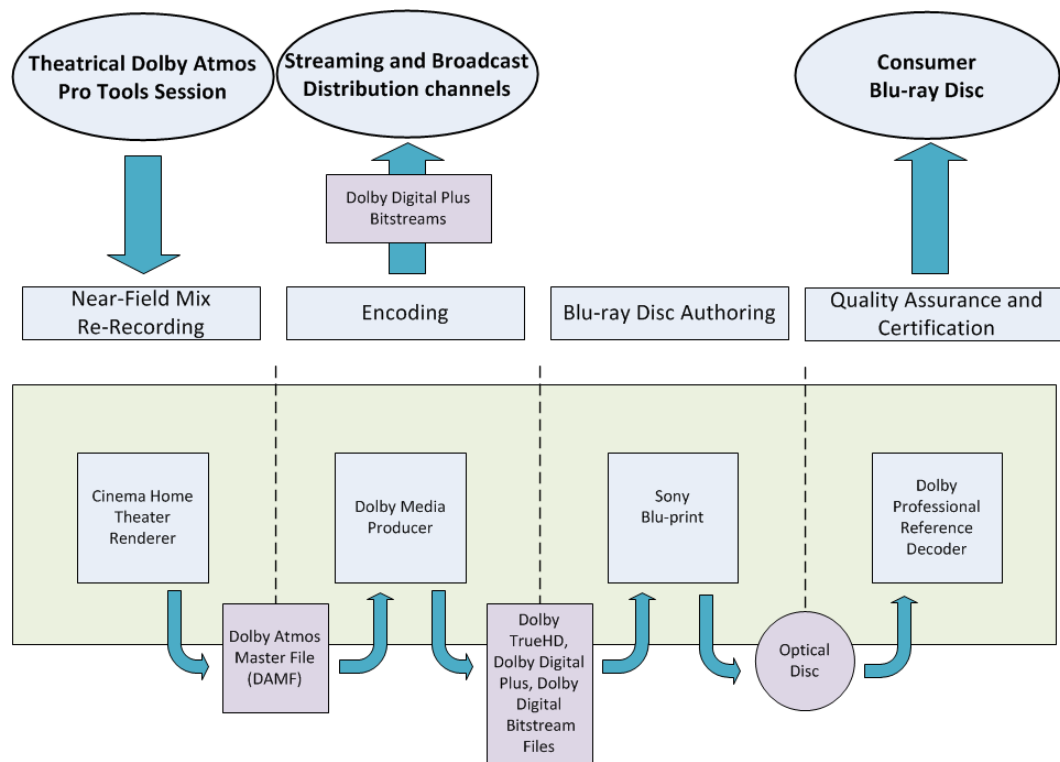 Theatrical Dolby Atmos
Pro Tools Session
Streaming and Broadcast
Distribution channels
Consumer
Blu-ray Disc
Dolby Digital Plus
Bitstreams
Near-Field Mix
Re-Recording
Encoding
Blu-ray Disc Authoring
Quality Assurance and
Certification
Cinema Home
Theater
Renderer
Dolby Media
Producer
Sony
Blu-print
Dolby
Professional
Reference
Decoder
Dolby Atmos
Master File
(DAMF)
Dolby
TrueHD,
Dolby Digital
Plus, Dolby
Digital
Bitstream
Files
Optical
Disc